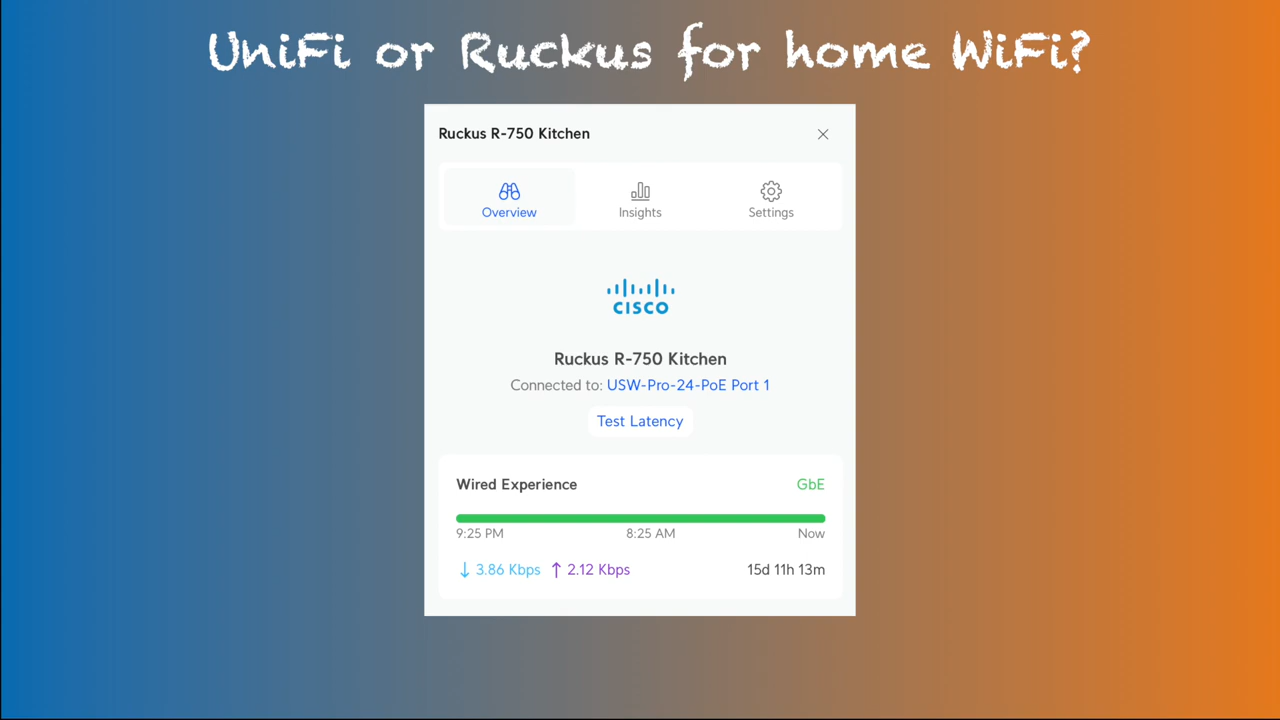 UniFi or Ruckus for home WiFi?
Ruckus R-750 Kitchen
Overview
Insights
Settings
CISCO
Ruckus R-750 Kitchen
Connected to: USW-Pro-24-PoE Port 1
Test Latency
Wired Experience GbE
9:25 PM 8:25 AM Now
↓ 3.86 Kbps ↑ 2.12 Kbps 15d 11h 13m